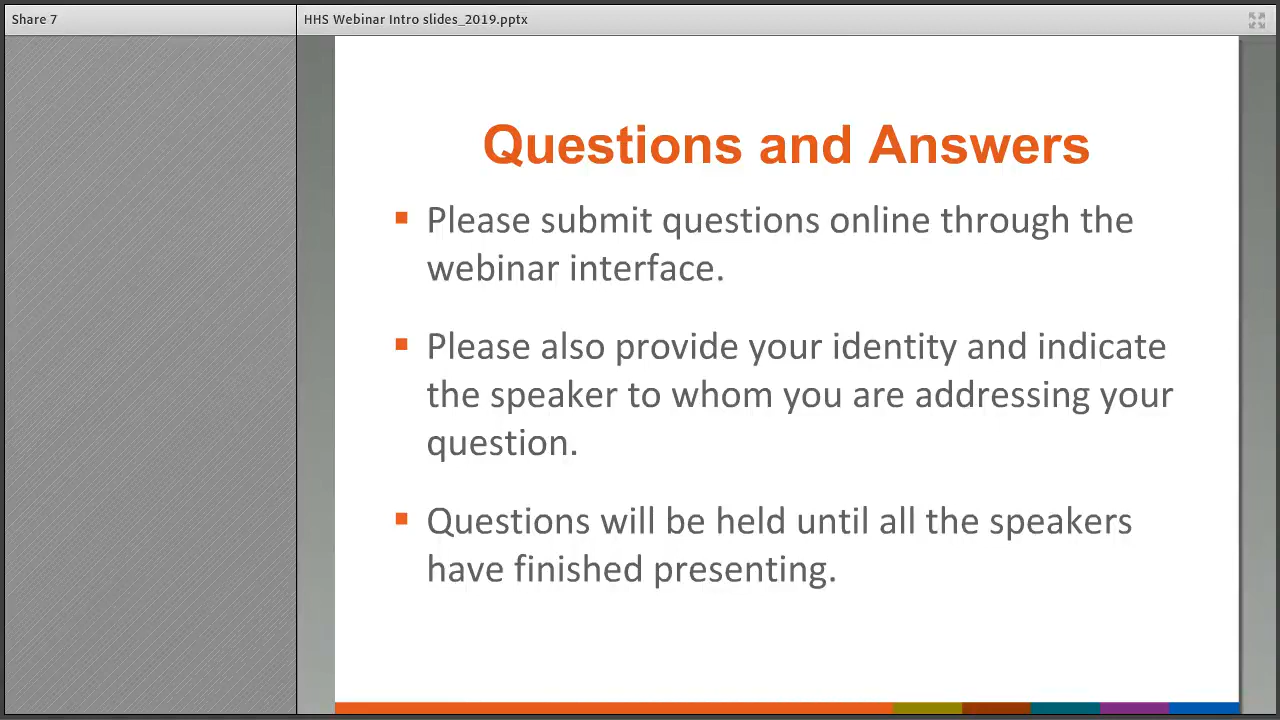 Share 7
HHS Webinar Intro slides_2019.pptx
Questions and Answers
Please submit questions online through the
webinar interface.
Please also provide your identity and indicate
the speaker to whom you are addressing your
question.
Questions will be held until all the speakers
have finished presenting.